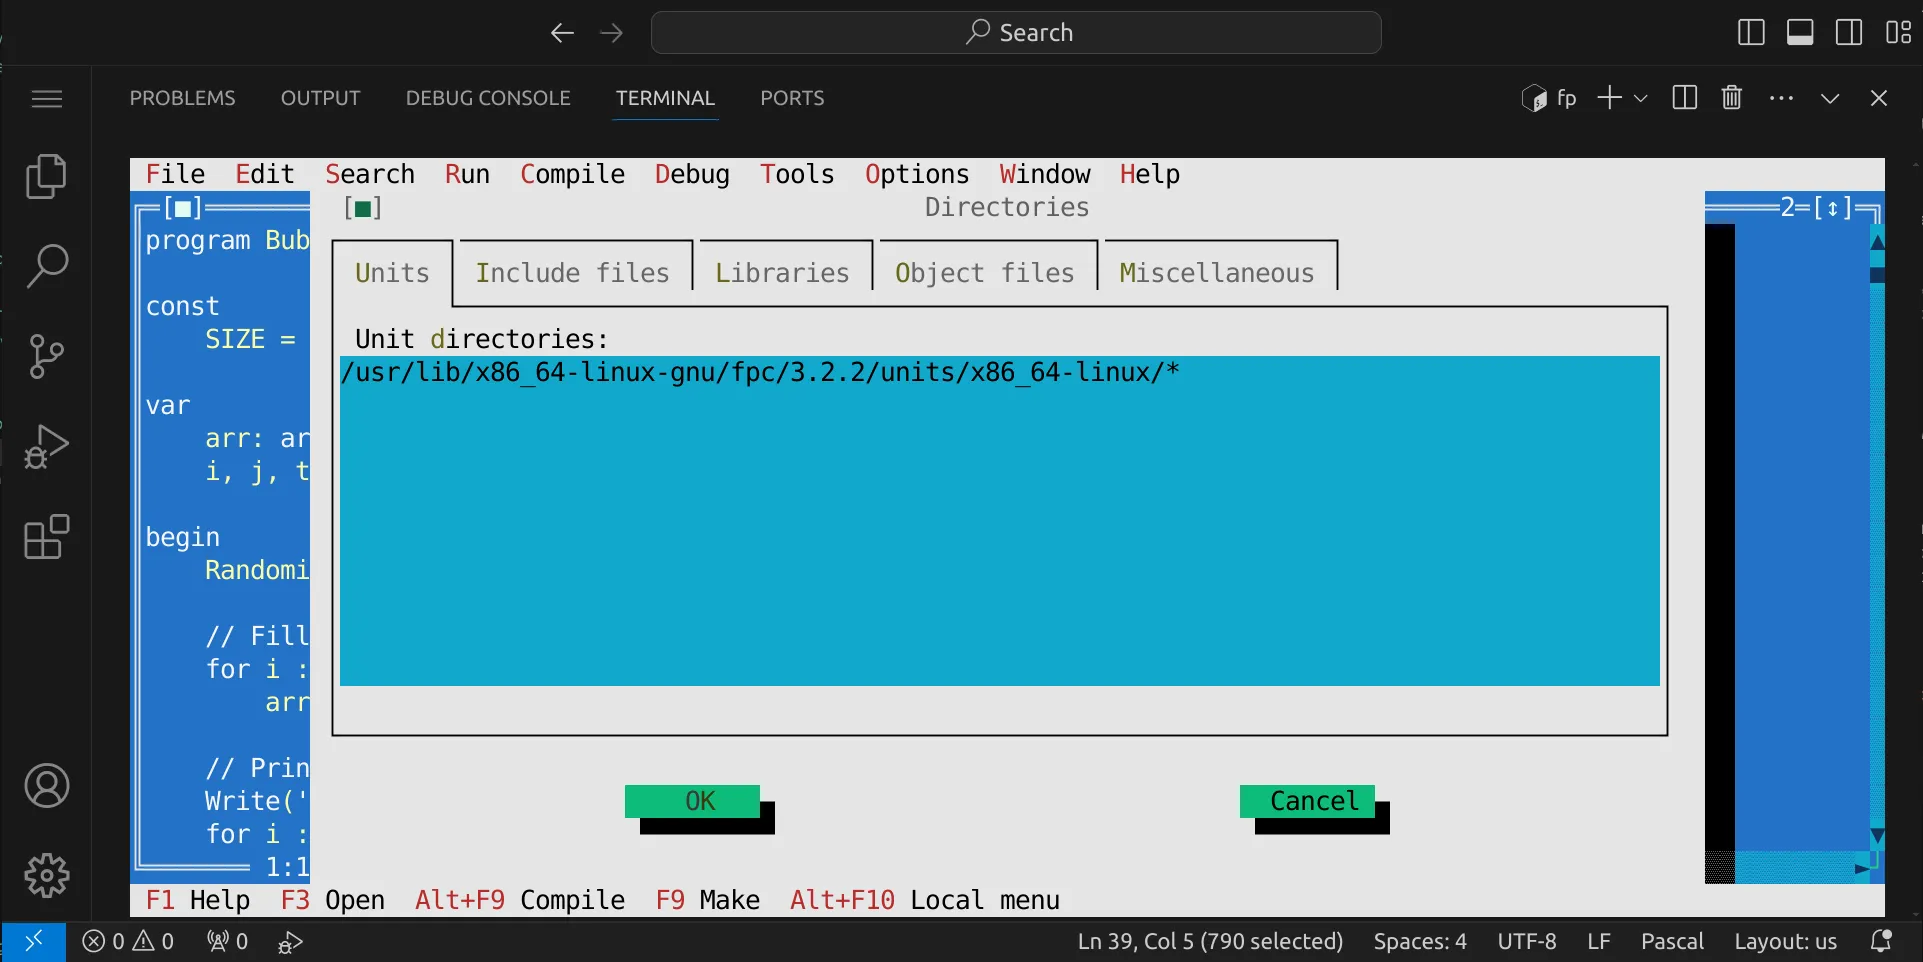 Search
PROBLEMS OUTPUT DEBUG CONSOLE TERMINAL PORTS fp
File Edit Search Run Compile Debug Tools Options Window Help
[■] [■] Directories 2=[↕]
program Bub
Units Include files Libraries Object files Miscellaneous
const
SIZE =
Unit directories:
/usr/lib/x86_64-linux-gnu/fpc/3.2.2/units/x86_64-linux/*
var
arr: ar
i, j, t
begin
Randomi
// Fill
for i :
arr
// Prin
Write('
OK Cancel
for i :
1:1
F1 Help F3 Open Alt+F9 Compile F9 Make Alt+F10 Local menu
0 0 0 Ln 39, Col 5 (790 selected) Spaces: 4 UTF-8 LF Pascal Layout: us